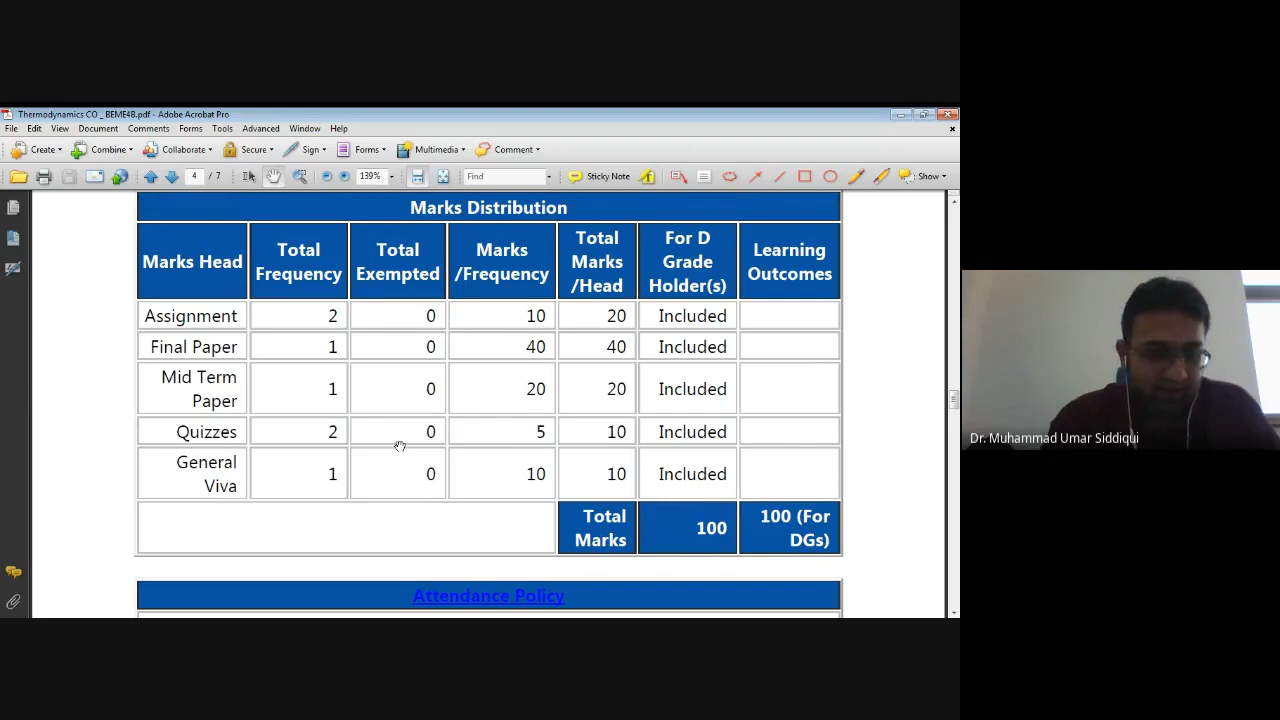 Thermodynamics CO _ BEME4B.pdf - Adobe Acrobat Pro
File Edit View Document Comments Forms Tools Advanced Window Help
Create Combine Collaborate Secure Sign Forms Multimedia Comment
4 / 7 139% Find Sticky Note Show
Marks Distribution
Marks Head Total Frequency Total Exempted Marks /Frequency Total Marks /Head For D Grade Holder(s) Learning Outcomes
Assignment 2 0 10 20 Included
Final Paper 1 0 40 40 Included
Mid Term Paper 1 0 20 20 Included
Quizzes 2 0 5 10 Included
General Viva 1 0 10 10 Included
Total Marks 100 100 (For DGs)
Attendance Policy
Dr. Muhammad Umar Siddiqui